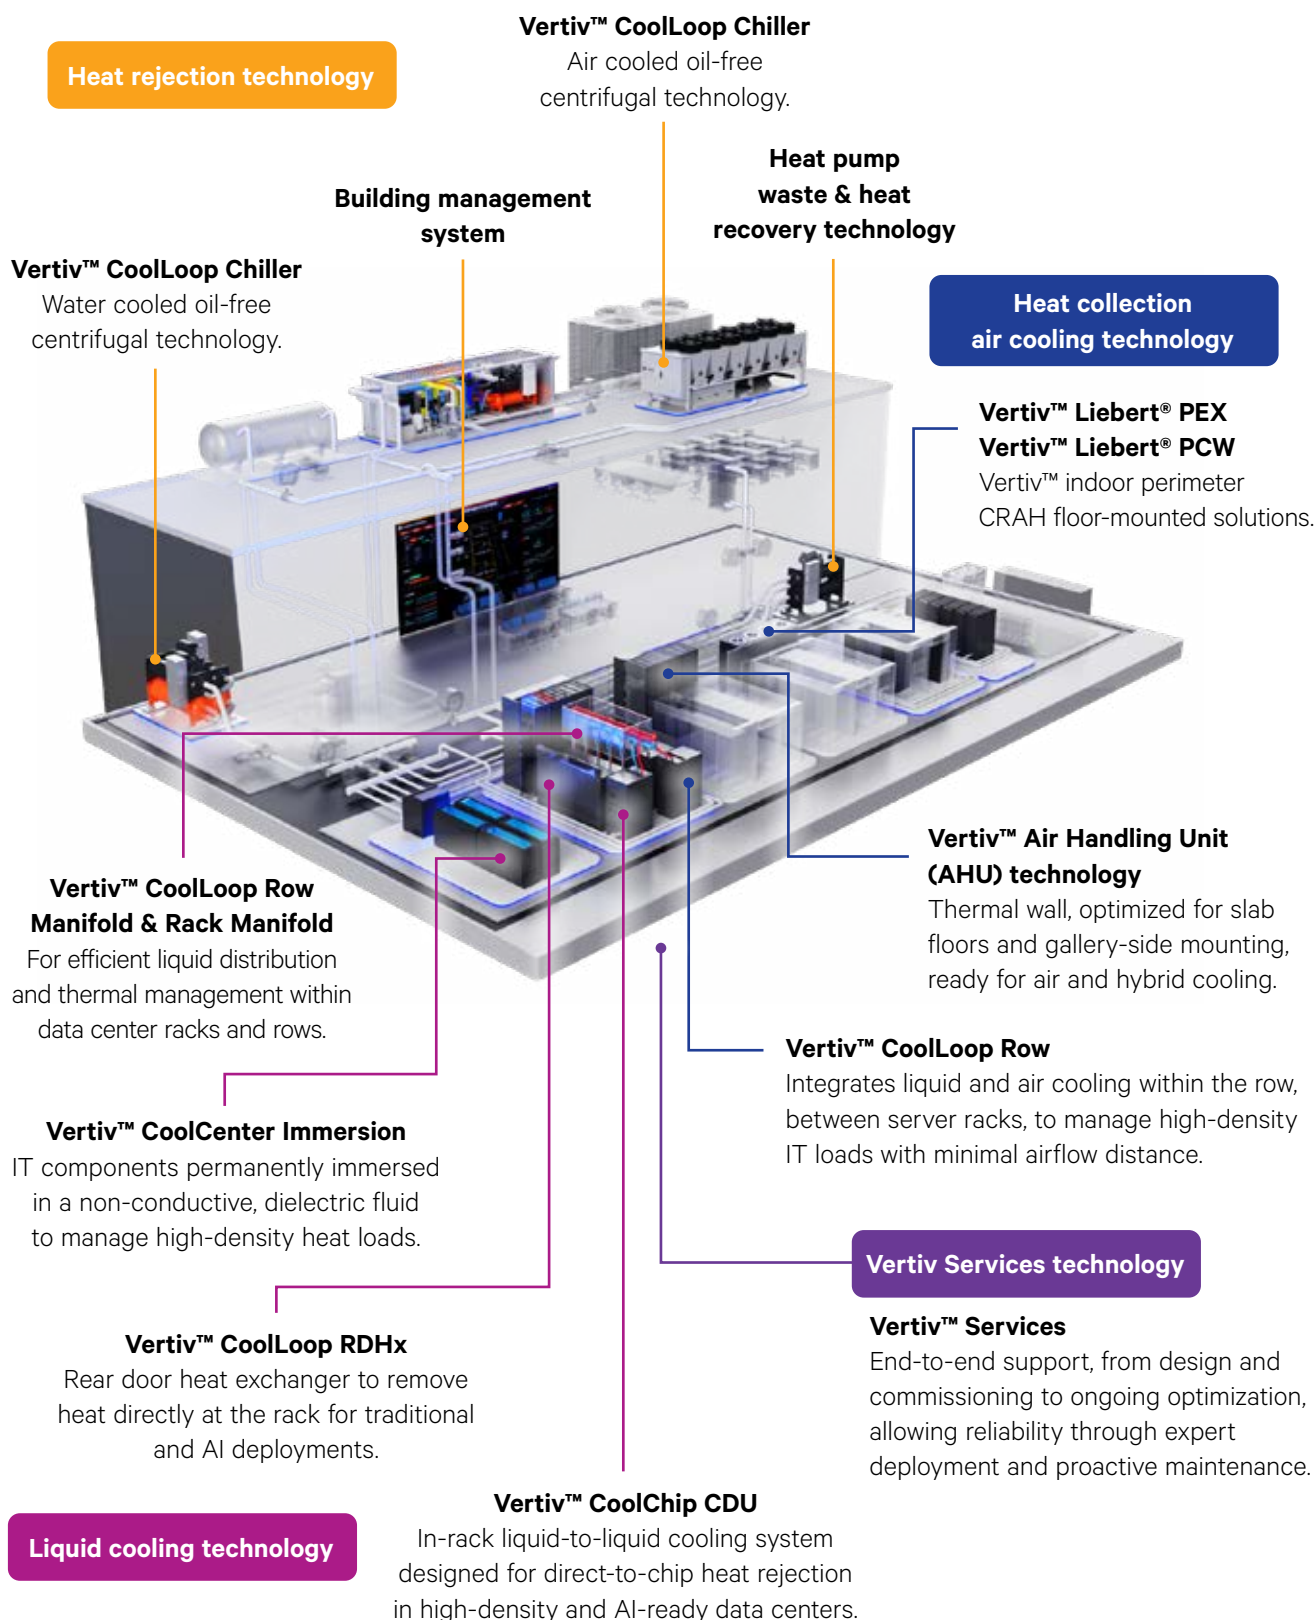 Vertiv™ CoolLoop Chiller
Air cooled oil-free
centrifugal technology.
Heat rejection technology
Heat pump
waste & heat
recovery technology
Building management
system
Vertiv™ CoolLoop Chiller
Water cooled oil-free
centrifugal technology.
Heat collection
air cooling technology
Vertiv™ Liebert® PEX
Vertiv™ Liebert® PCW
Vertiv™ indoor perimeter
CRAH floor-mounted solutions.
Vertiv™ Air Handling Unit
(AHU) technology
Thermal wall, optimized for slab
floors and gallery-side mounting,
ready for air and hybrid cooling.
Vertiv™ CoolLoop Row
Manifold & Rack Manifold
For efficient liquid distribution
and thermal management within
data center racks and rows.
Vertiv™ CoolLoop Row
Integrates liquid and air cooling within the row,
between server racks, to manage high-density
IT loads with minimal airflow distance.
Vertiv™ CoolCenter Immersion
IT components permanently immersed
in a non-conductive, dielectric fluid
to manage high-density heat loads.
Vertiv Services technology
Vertiv™ Services
End-to-end support, from design and
commissioning to ongoing optimization,
allowing reliability through expert
deployment and proactive maintenance.
Vertiv™ CoolLoop RDHx
Rear door heat exchanger to remove
heat directly at the rack for traditional
and AI deployments.
Vertiv™ CoolChip CDU
In-rack liquid-to-liquid cooling system
designed for direct-to-chip heat rejection
in high-density and AI-ready data centers.
Liquid cooling technology